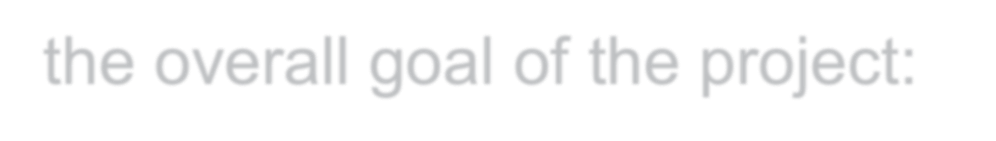 the overall goal of the project: